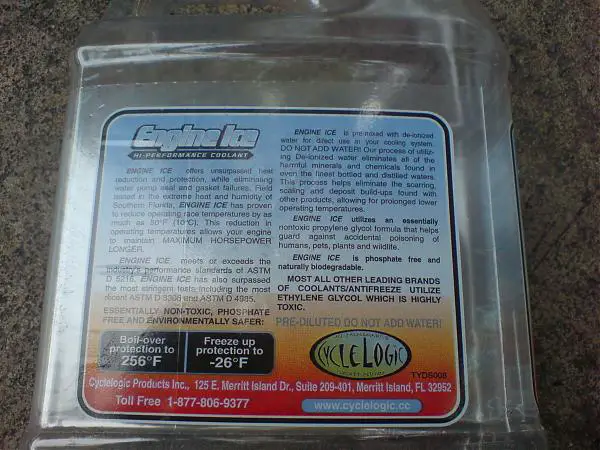 Engine Ice
HI-PERFORMANCE COOLANT
ENGINE ICE offers unsurpassed heat
reduction and protection, while eliminating
water pump seal and gasket failures. Field
tested in the extreme heat and humidity of
Southern Florida, ENGINE ICE has proven
to reduce operating race temperatures by as
much as 50°F (10°C). This reduction in
operating temperatures allows your engine
to maintain MAXIMUM HORSEPOWER
LONGER.
ENGINE ICE meets or exceeds the
industry's performance standards of ASTM
D 5216. ENGINE ICE has also surpassed
the most stringent tests including the most
recent ASTM D 3306 and ASTM D 4985.
ESSENTIALLY NON-TOXIC, PHOSPHATE
FREE AND ENVIRONMENTALLY SAFER:
Boil-over
protection to
256°F
Freeze up
protection to
-26°F
ENGINE ICE is pre-mixed with de-ionized
water for direct use in your cooling system.
DO NOT ADD WATER! Our process of utiliz-
ing De-ionized water eliminates all of the
harmful minerals and chemicals found in
even the finest bottled and distilled waters.
This process helps eliminate the scarring,
scaling and deposit build-ups found with
other products, allowing for prolonged lower
operating temperatures.
ENGINE ICE utilizes an essentially
nontoxic propylene glycol formula that helps
guard against accidental poisoning of
humans, pets, plants and wildlife.
ENGINE ICE is phosphate free and
naturally biodegradable.
MOST ALL OTHER LEADING BRANDS
OF COOLANTS/ANTIFREEZE UTILIZE
ETHYLENE GLYCOL WHICH IS HIGHLY
TOXIC.
PRE-DILUTED DO NOT ADD WATER!
CYCLELOGIC
TYDS008
Cyclelogic Products Inc., 125 E. Merritt Island Dr., Suite 209-401, Merritt Island, FL 32952
Toll Free 1-877-806-9377
www.cyclelogic.cc